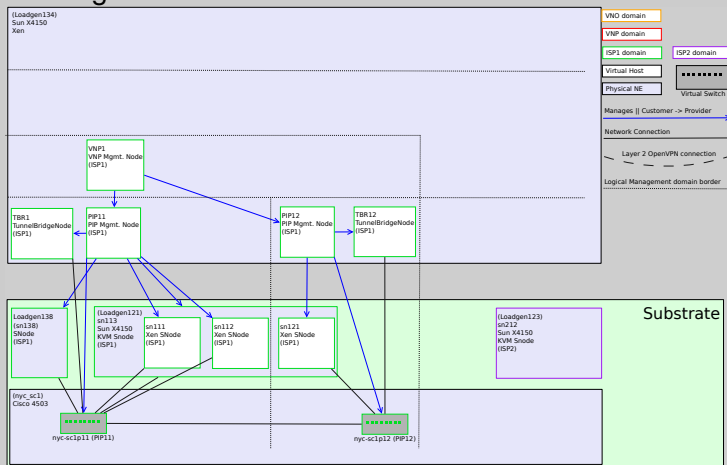 (Loadgen134)
Sun X4150
Xen
VNO domain
VNP domain
ISP1 domain
ISP2 domain
Virtual Host
Physical NE
Virtual Switch
Manages || Customer -> Provider
Network Connection
Layer 2 OpenVPN connection
Logical Management domain border
VNP1
VNP Mgmt. Node
(ISP1)
TBR1
TunnelBridgeNode
(ISP1)
PIP11
PIP Mgmt. Node
(ISP1)
PIP12
PIP Mgmt. Node
(ISP1)
TBR12
TunnelBridgeNode
(ISP1)
Substrate
Loadgen138
(sn138)
SNode
(ISP1)
(Loadgen121)
sn113
Sun X4150
KVM Snode
(ISP1)
sn111
Xen SNode
(ISP1)
sn112
Xen SNode
(ISP1)
sn121
Xen SNode
(ISP1)
(Loadgen123)
sn212
Sun X4150
KVM Snode
(ISP2)
(nyc_sc1)
Cisco 4503
nyc-sc1p11 (PIP11)
nyc-sc1p12 (PIP12)